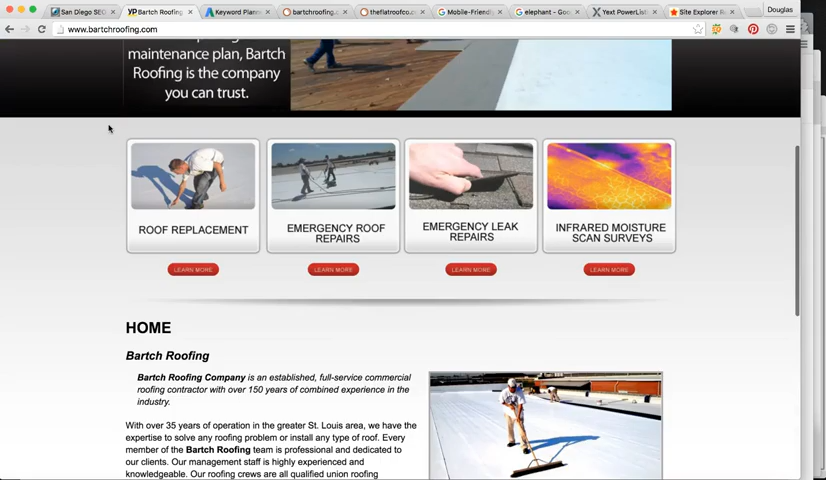 San Diego SEO
YP Bartch Roofing
Keyword Plann
bartchroofing.c
theflatroofco.c
Mobile-Friendly
elephant - Goo
Yext PowerListi
Site Explorer R
Douglas
www.bartchroofing.com
maintenance plan, Bartch
Roofing is the company
you can trust.
ROOF REPLACEMENT
EMERGENCY ROOF
REPAIRS
EMERGENCY LEAK
REPAIRS
INFRARED MOISTURE
SCAN SURVEYS
LEARN MORE
LEARN MORE
LEARN MORE
LEARN MORE
HOME
Bartch Roofing
Bartch Roofing Company is an established, full-service commercial
roofing contractor with over 150 years of combined experience in the
industry.
With over 35 years of operation in the greater St. Louis area, we have the
expertise to solve any roofing problem or install any type of roof. Every
member of the Bartch Roofing team is professional and dedicated to
our clients. Our management staff is highly experienced and
knowledgeable. Our roofing crews are all qualified union roofing